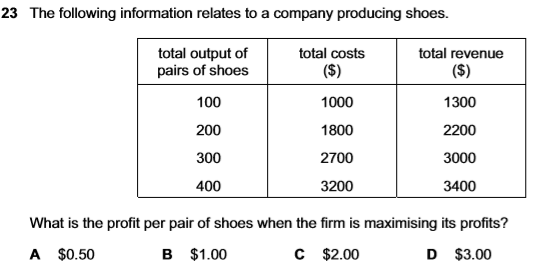 23 The following information relates to a company producing shoes.
total output of pairs of shoes total costs ($) total revenue ($)
100 1000 1300
200 1800 2200
300 2700 3000
400 3200 3400
What is the profit per pair of shoes when the firm is maximising its profits?
A $0.50 B $1.00 C $2.00 D $3.00